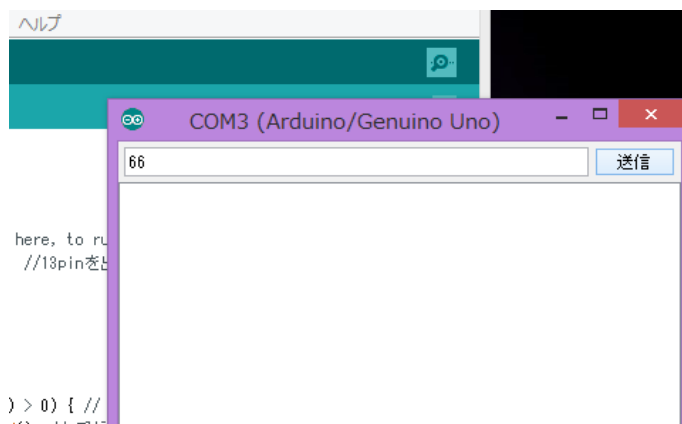 ヘルプ
COM3 (Arduino/Genuino Uno)
66
送信
here, to ru
//13pinを
) > 0) { //